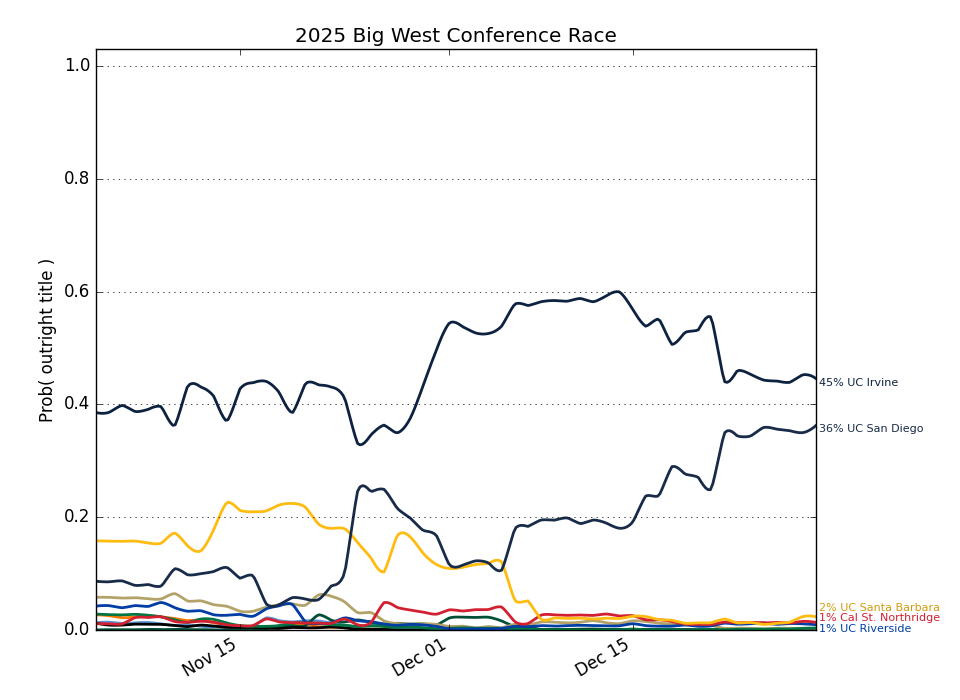 2025 Big West Conference Race
Prob( outright title )
1.0
0.8
0.6
0.4
0.2
0.0
Nov 15
Dec 01
Dec 15
45% UC Irvine
36% UC San Diego
2% UC Santa Barbara
1% Cal St. Northridge
1% UC Riverside